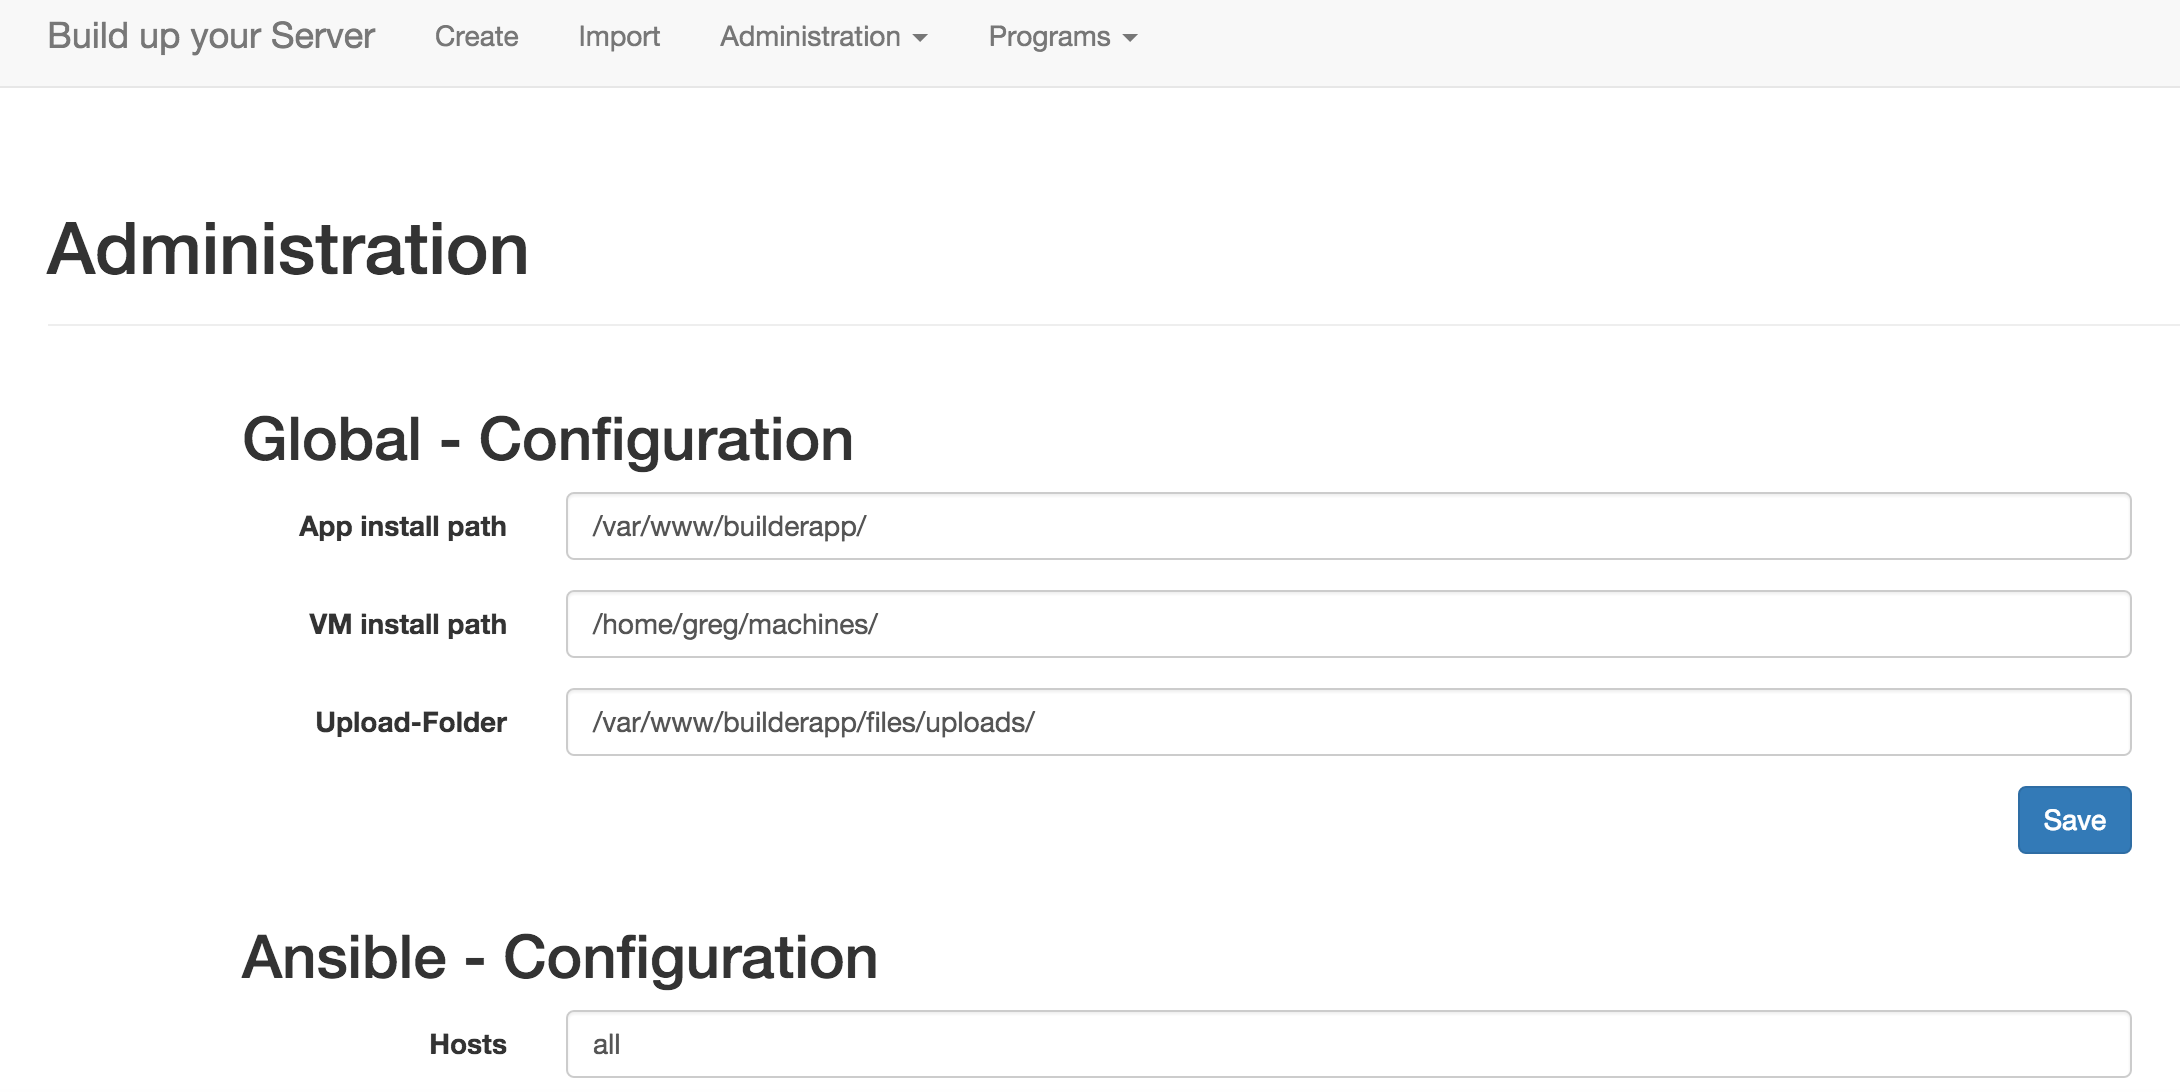 Build up your Server Create Import Administration Programs
Administration
Global - Configuration
App install path /var/www/builderapp/
VM install path /home/greg/machines/
Upload-Folder /var/www/builderapp/files/uploads/
Save
Ansible - Configuration
Hosts all